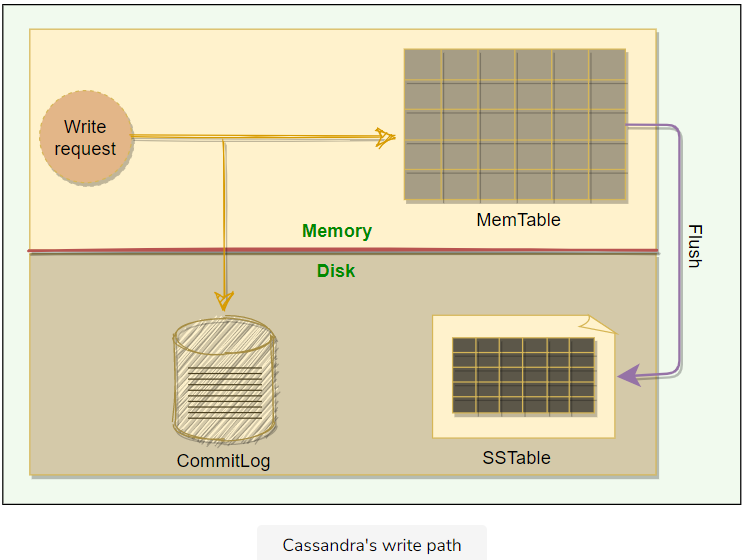 Write
request
MemTable
Memory
Flush
Disk
CommitLog
SSTable
Cassandra's write path